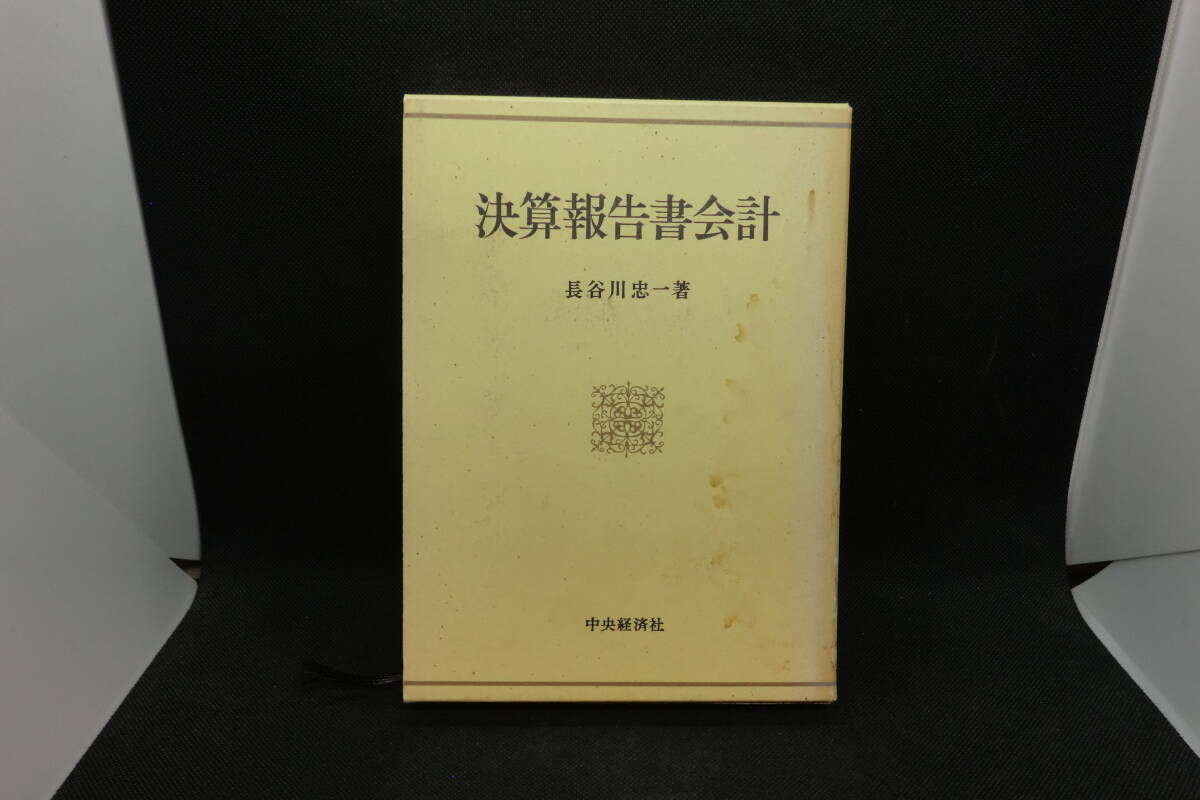 決算報告書会計
長谷川忠一著
中央経済社